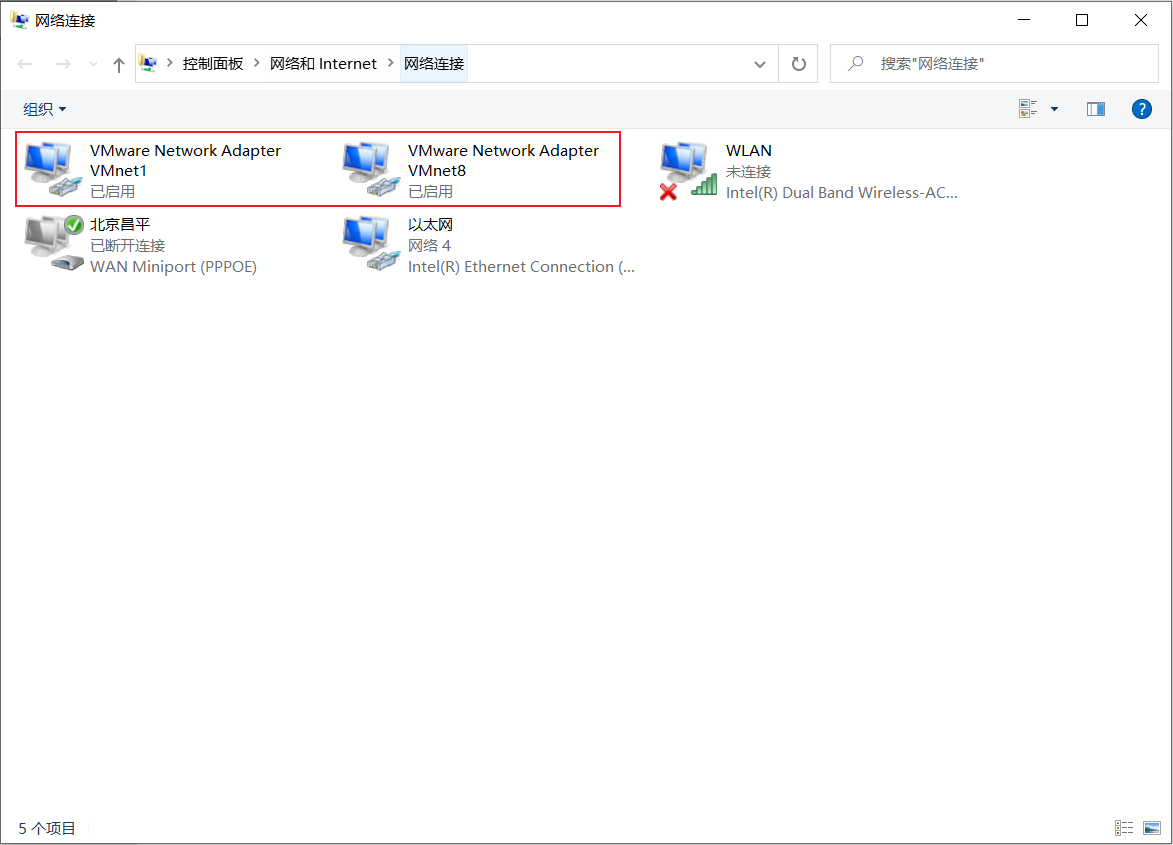 网络连接
控制面板 网络和 Internet 网络连接
搜索"网络连接"
组织
VMware Network Adapter
VMnet1
已启用
VMware Network Adapter
VMnet8
已启用
WLAN
未连接
Intel(R) Dual Band Wireless-AC...
北京昌平
已断开连接
WAN Miniport (PPPOE)
以太网
网络 4
Intel(R) Ethernet Connection (...
5 个项目